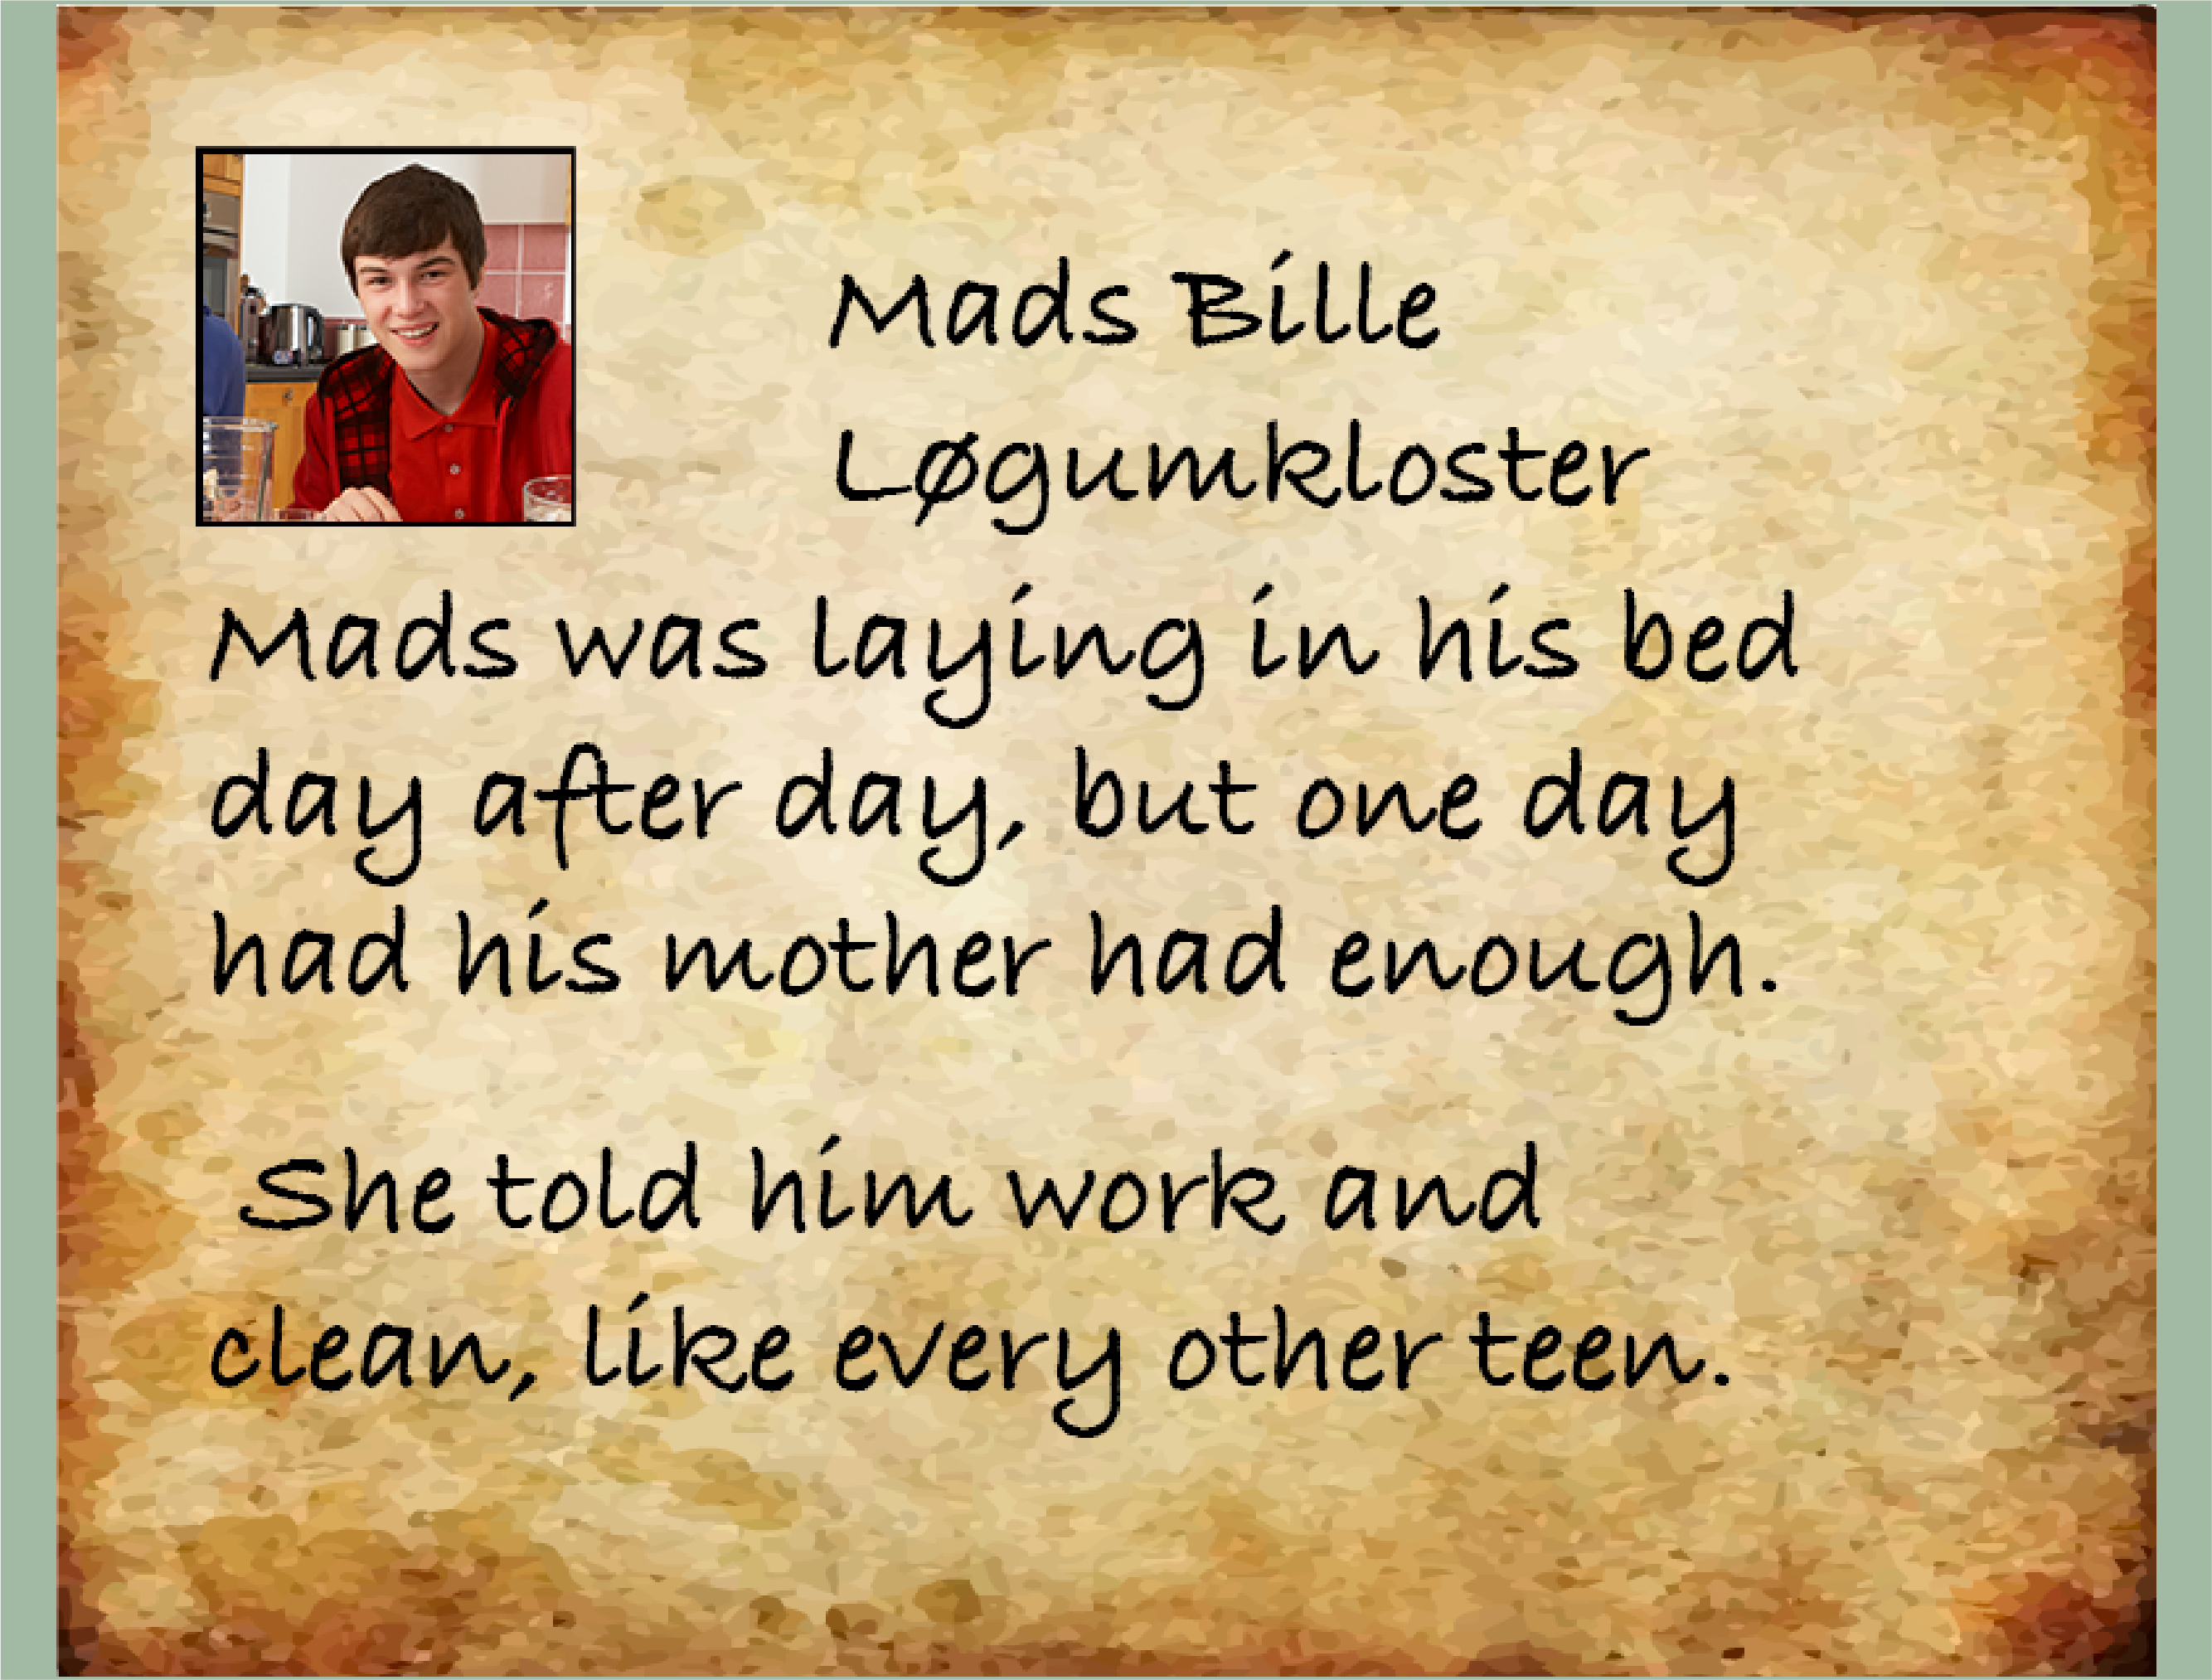 Mads Bille
Løgumkloster
Mads was laying in his bed
day after day, but one day
had his mother had enough.
She told him work and
clean, like every other teen.